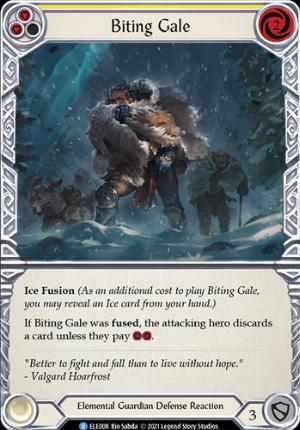 Biting Gale
2
Ice Fusion (As an additional cost to play Biting Gale,
you may reveal an Ice card from your hand.)
If Biting Gale was fused, the attacking hero discards
a card unless they pay
"Better to fight and fall than to live without hope."
- Valgard Hoarfrost
Elemental Guardian Defense Reaction
3
R ELE008 Rio Sabda © 2021 Legend Story Studios